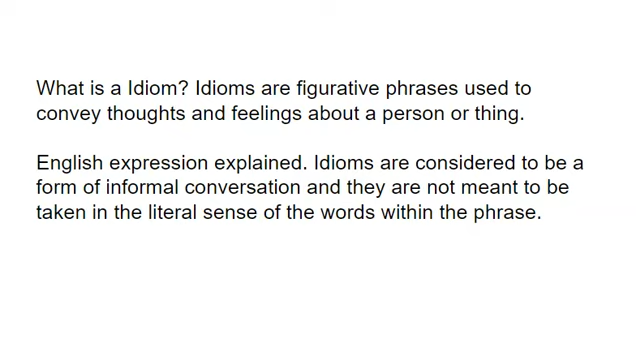 What is a Idiom? Idioms are figurative phrases used to
convey thoughts and feelings about a person or thing.
English expression explained. Idioms are considered to be a
form of informal conversation and they are not meant to be
taken in the literal sense of the words within the phrase.